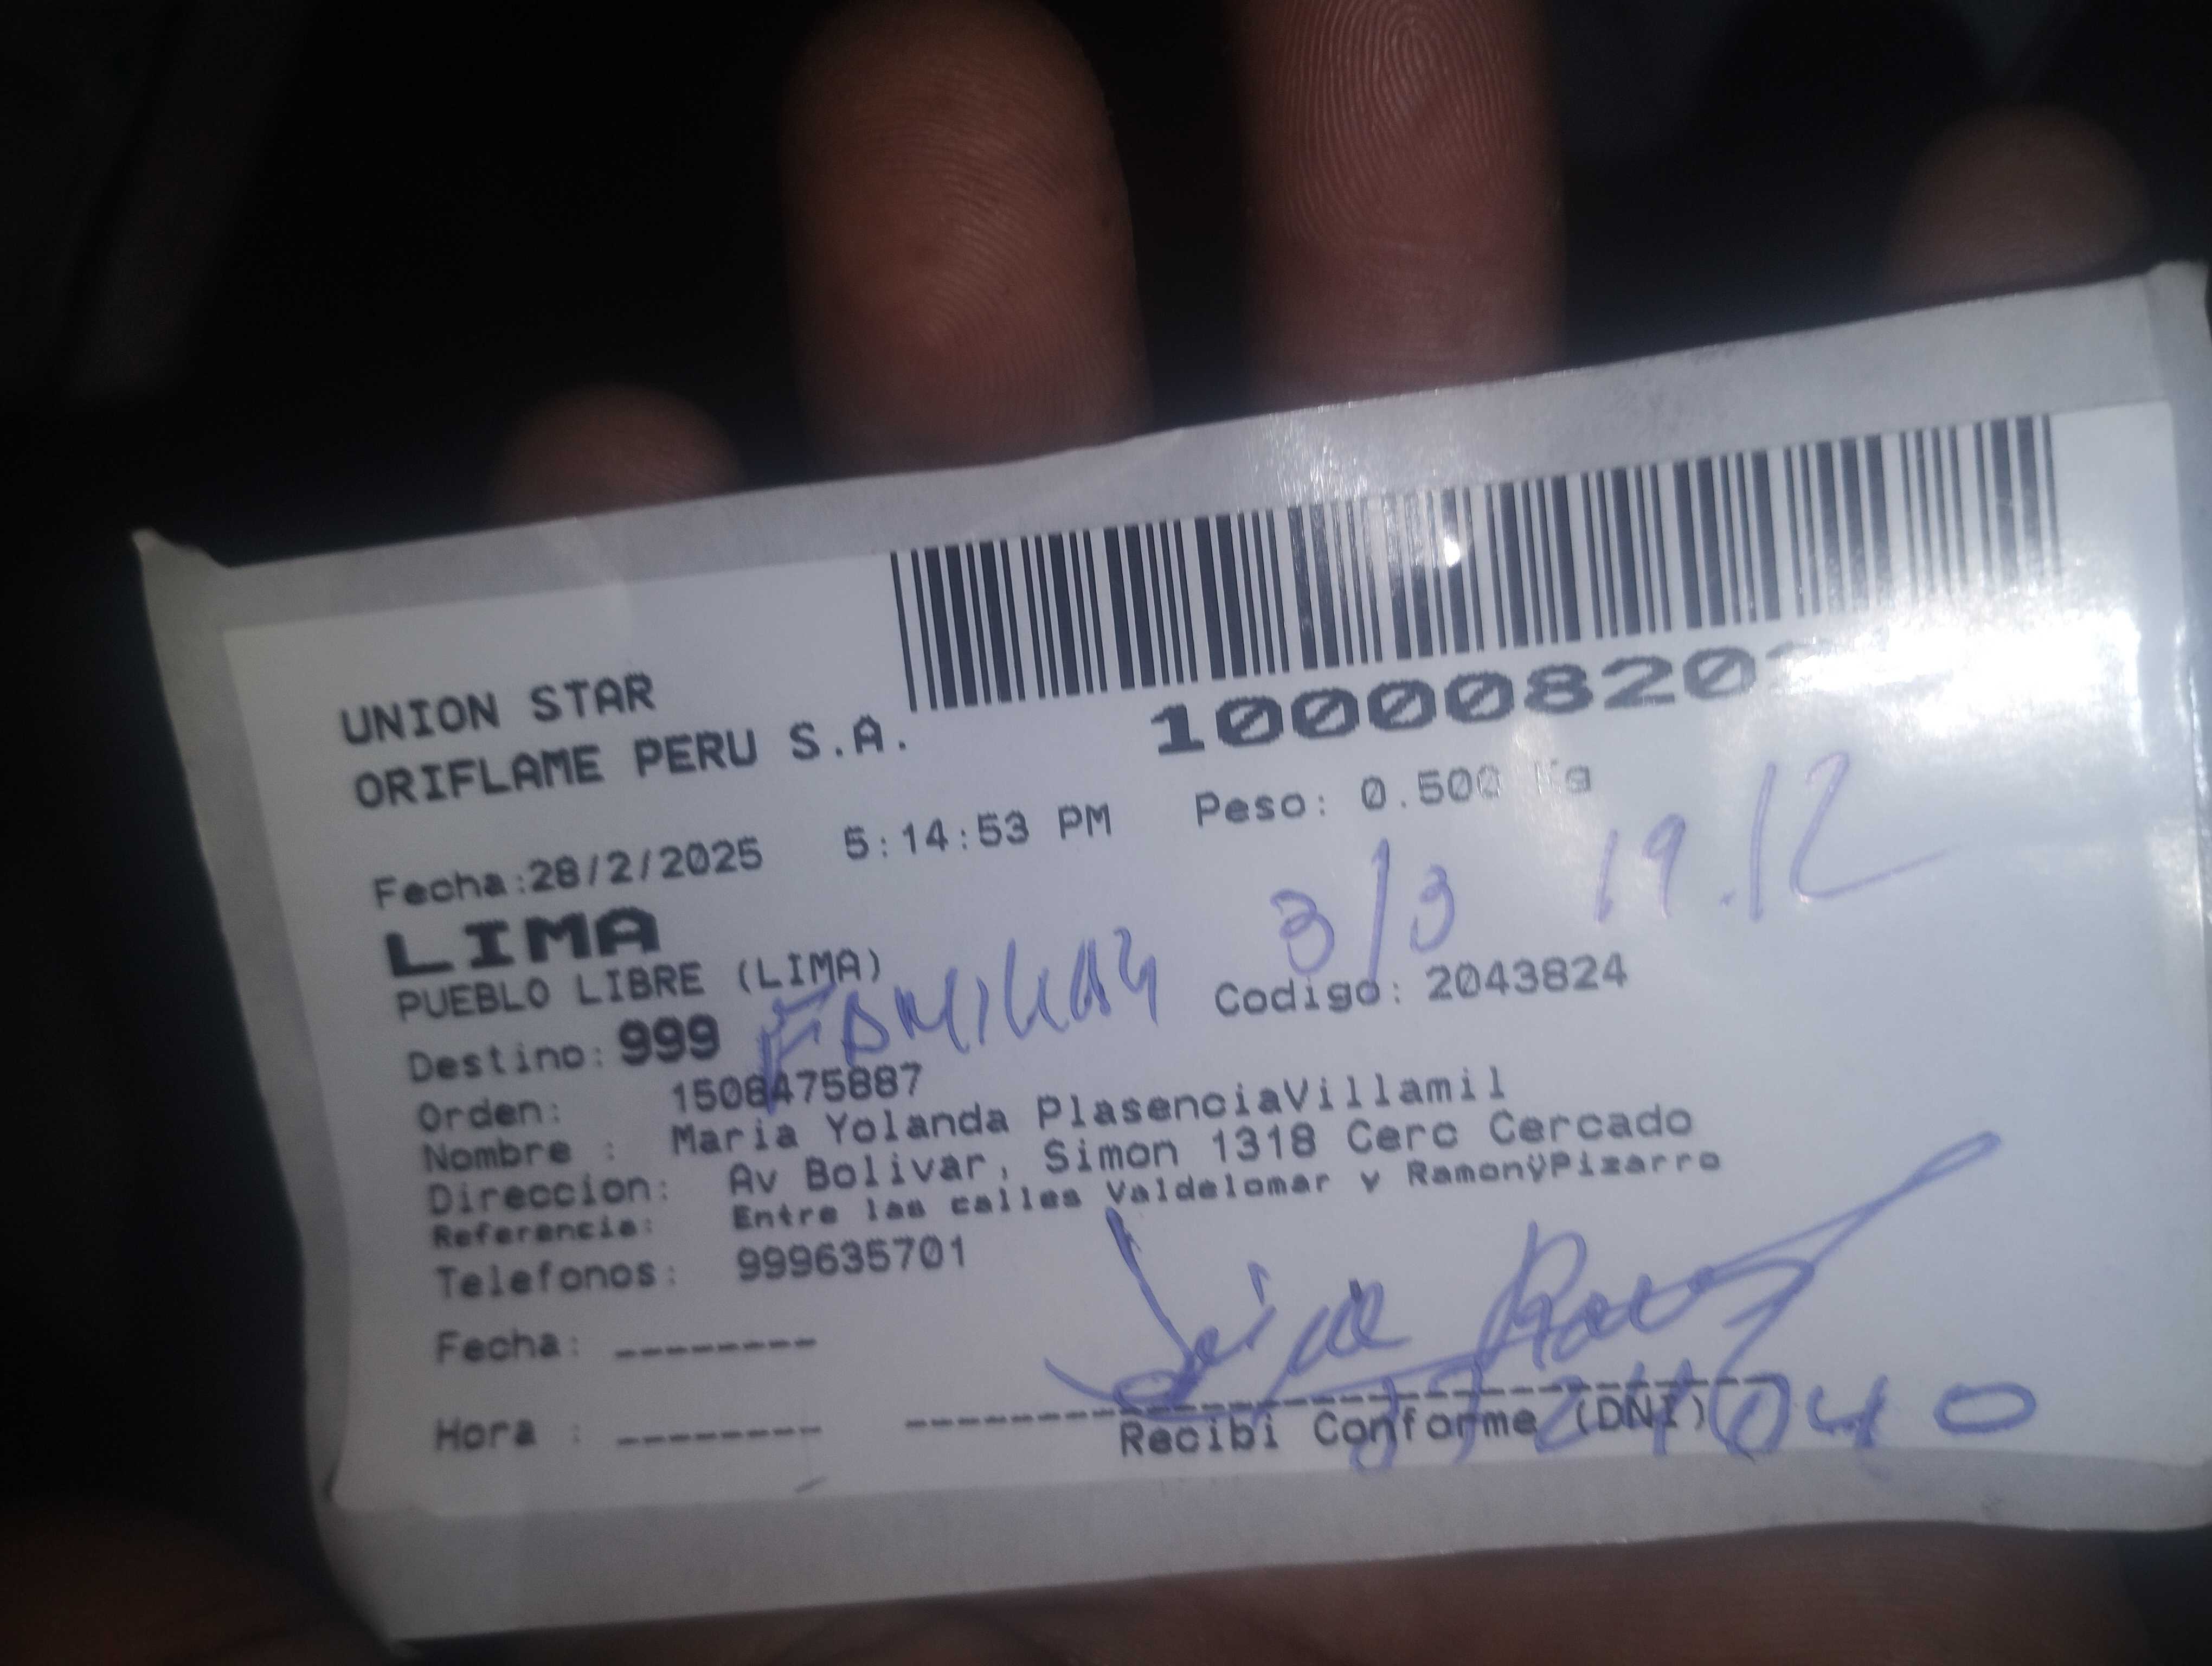 UNION STAR
ORIFLAME PERU S.A.
10000820
Fecha:28/2/2025 5:14:53 PM Peso: 0.500 Kg
3/3 19.12
LIMA
PUEBLO LIBRE (LIMA)
Destino: 999 FAMILIAR Codigo: 2043824
Orden: 1508475887
Nombre : Maria Yolanda PlasenciaVillamil
Direccion: Av Bolivar, Simon 1318 Cerc Cercado
Referencia: Entre las calles Valdelomar y RamonÿPizarro
Telefonos: 999635701
Fecha: --------
Hora : --------
Recibi Conforme (DNI)